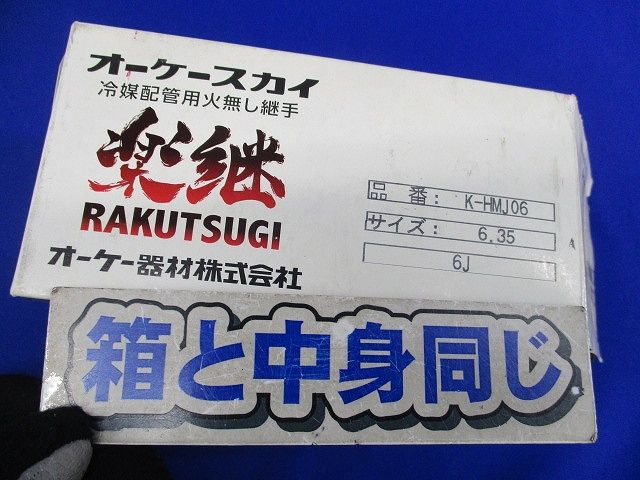 オーケースカイ
冷媒配管用火無し継手
楽継
RAKUTSUGI
オーケー器材株式会社
品 番: K-HMJ06
サイズ: 6.35
6J
箱と中身同じ